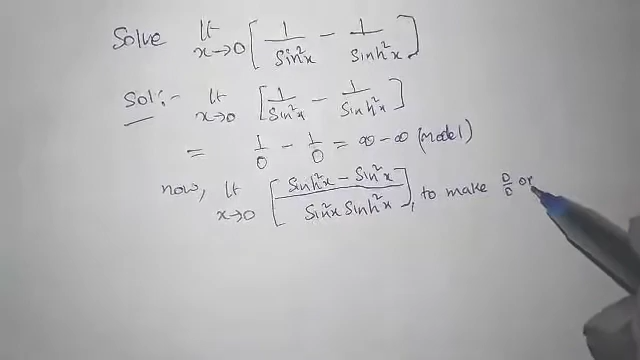 Solve lt x→0 [ 1/sin²x − 1/sinh²x ]
Sol:- lt x→0 [ 1/sin²x − 1/sinh²x ]
= 1/0 − 1/0 = ∞−∞ (model)
now, lt x→0 [ (sinh²x − sin²x)/(sin²x sinh²x) ], to make 0/0 or